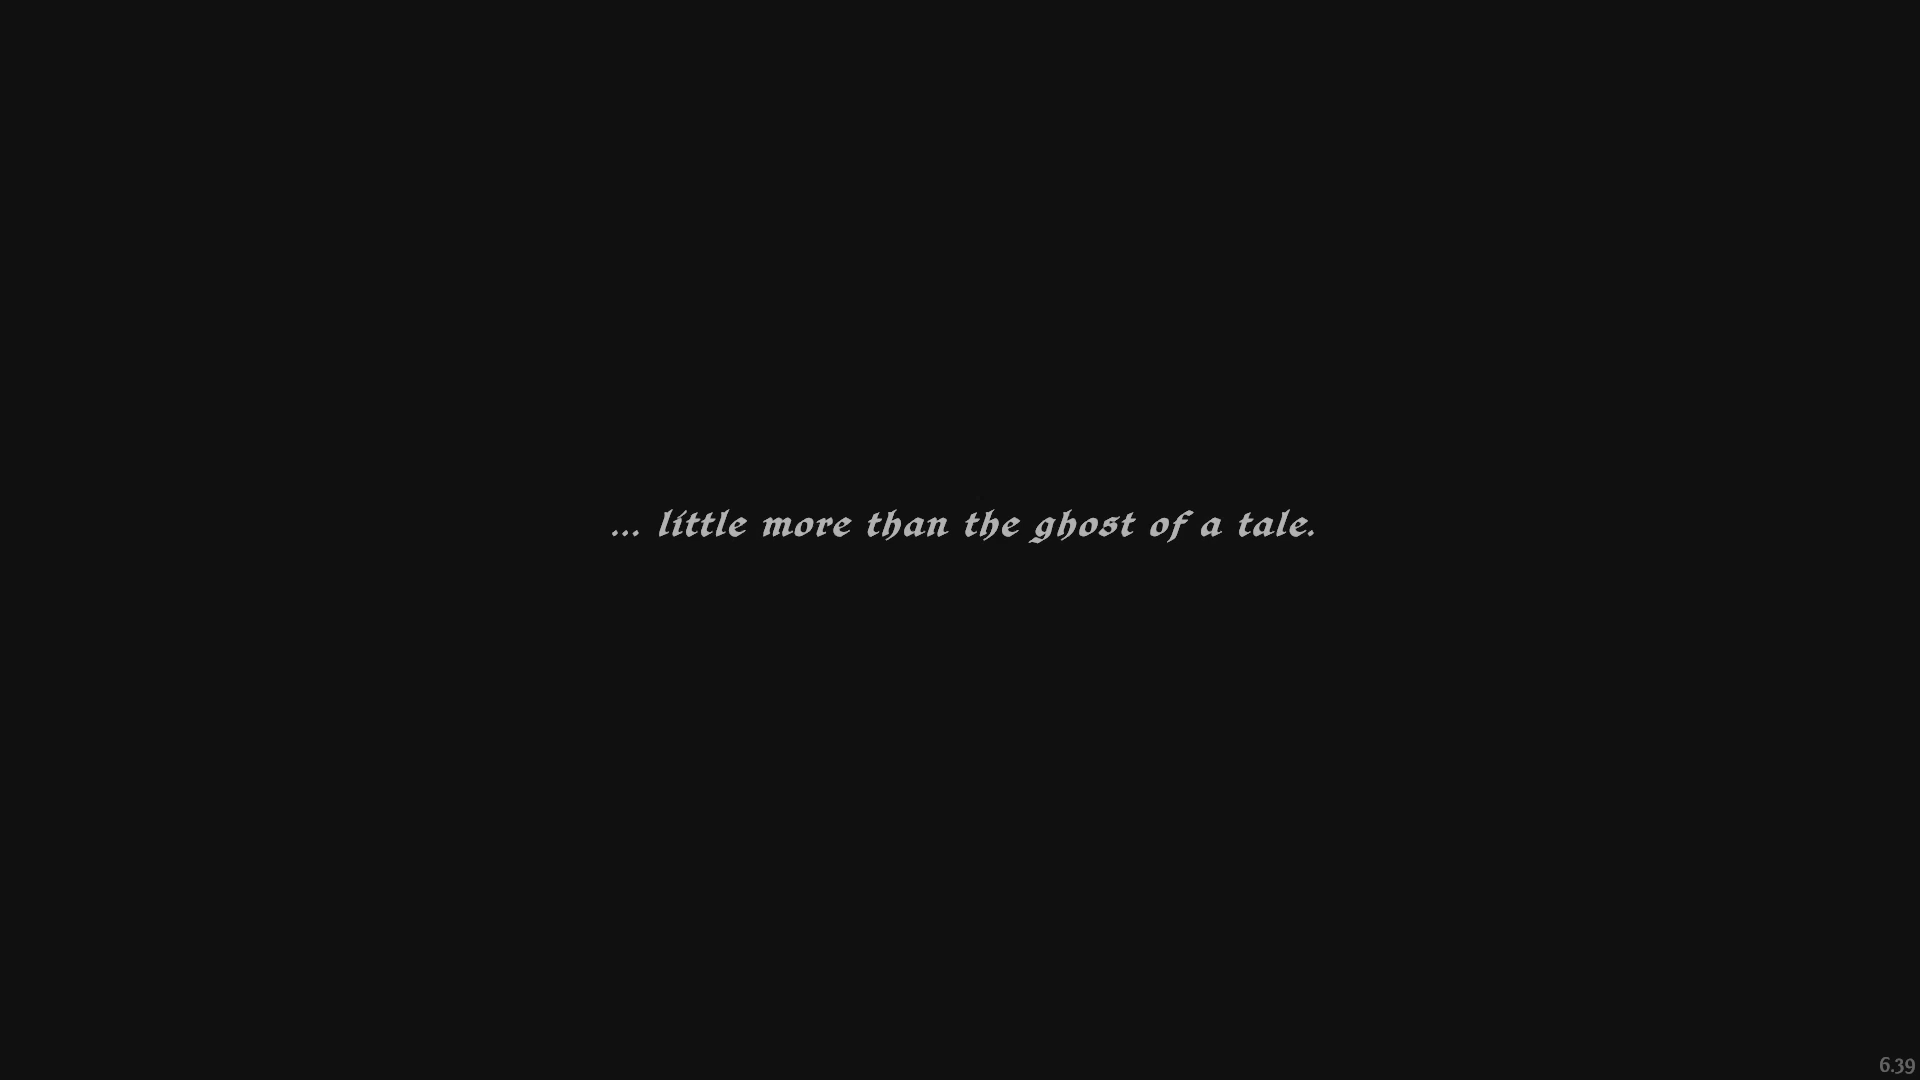 ... little more than the ghost of a tale.
6.39